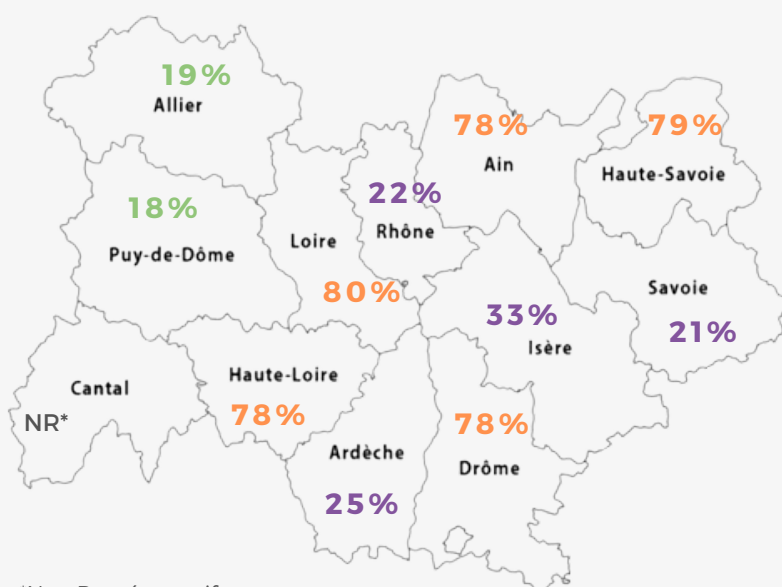 19%
Allier
78%
Ain
79%
Haute-Savoie
22%
Rhône
18%
Puy-de-Dôme
Loire
80%
Savoie
21%
33%
Isère
Haute-Loire
78%
Cantal
NR*
78%
Drôme
Ardèche
25%